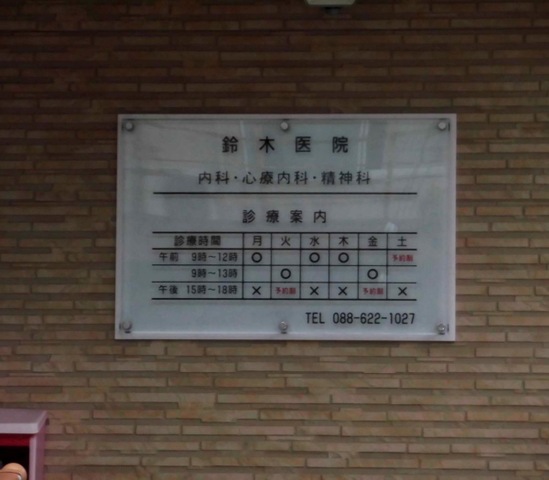 鈴木医院
内科・心療内科・精神科
診療案内
診療時間 月 火 水 木 金 土
午前 9時～12時 ○ ○ ○ 予約制
9時～13時 ○ ○
午後 15時～18時 × 予約制 × × 予約制 ×
TEL 088-622-1027